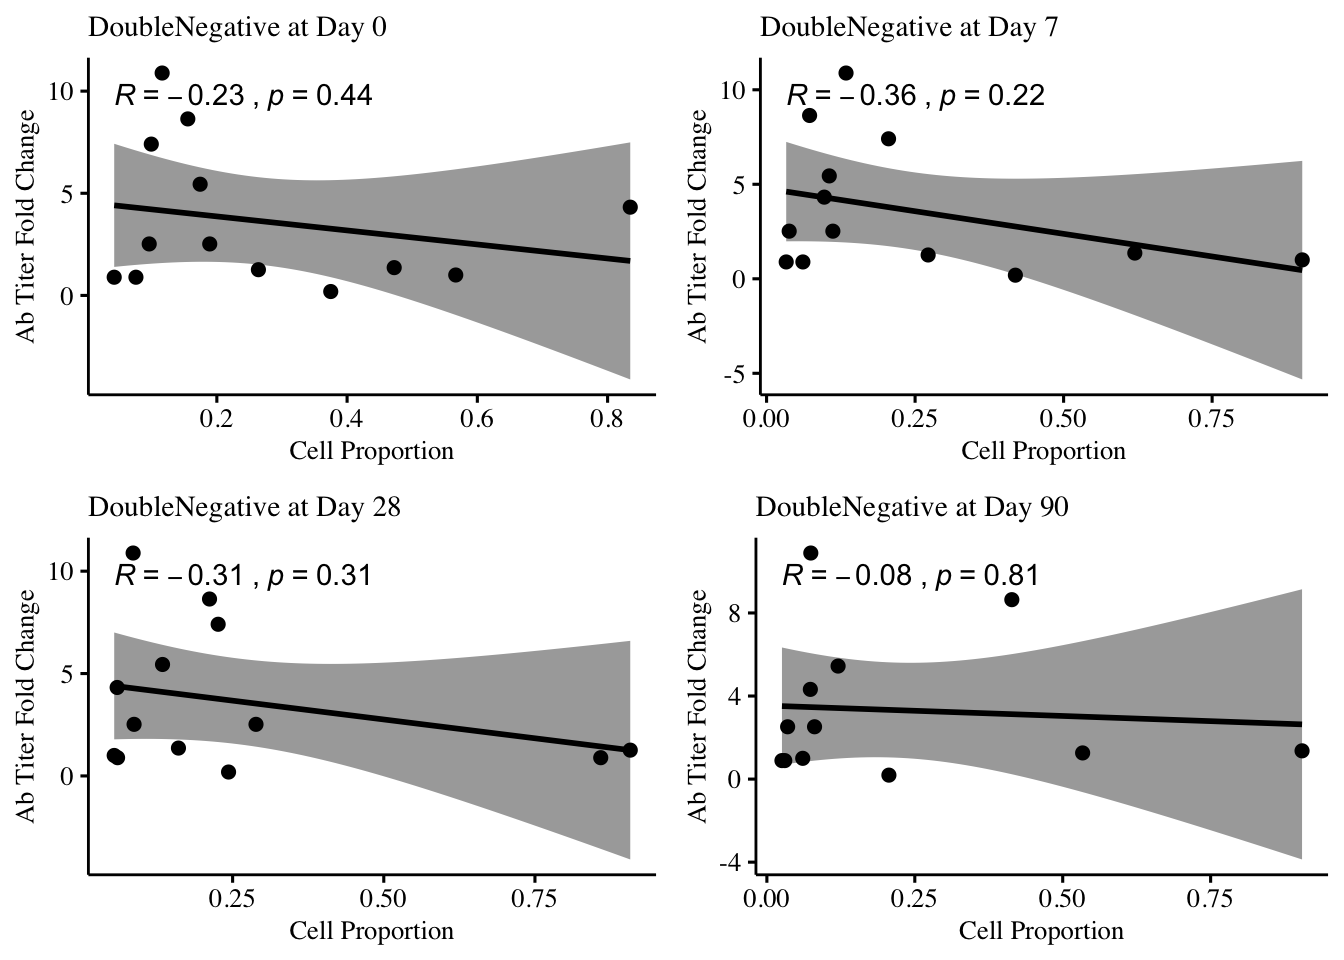 DoubleNegative at Day 0
R = −0.23 , p = 0.44
10
5
0
Ab Titer Fold Change
0.2 0.4 0.6 0.8
Cell Proportion
DoubleNegative at Day 7
R = −0.36 , p = 0.22
10
5
0
-5
Ab Titer Fold Change
0.00 0.25 0.50 0.75
Cell Proportion
DoubleNegative at Day 28
R = −0.31 , p = 0.31
10
5
0
Ab Titer Fold Change
0.25 0.50 0.75
Cell Proportion
DoubleNegative at Day 90
R = −0.08 , p = 0.81
8
4
0
-4
Ab Titer Fold Change
0.00 0.25 0.50 0.75
Cell Proportion